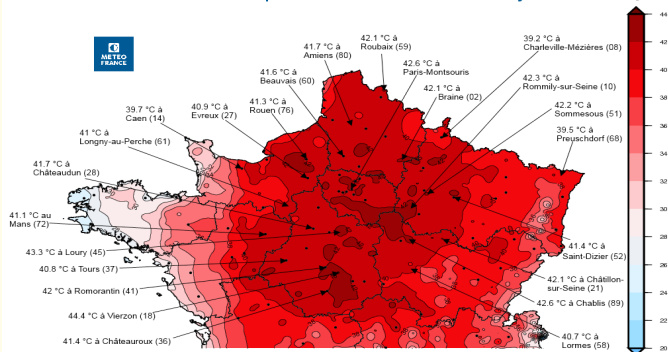 METEO
FRANCE
42.1 °C à
Roubaix (59)
41.7 °C à
Amiens (80)
39.2 °C à
Charleville-Mézières (08)
42.6 °C à
Paris-Montsouris
41.6 °C à
Beauvais (60)
42.1 °C à
Braine (02)
42.3 °C à
Rommily-sur-Seine (10)
41.3 °C à
Rouen (76)
40.9 °C à
Evreux (27)
39.7 °C à
Caen (14)
42.2 °C à
Sommesous (51)
41 °C à
Longny-au-Perche (61)
39.5 °C à
Preuschdorf (68)
41.7 °C à
Châteaudun (28)
41.1 °C au
Mans (72)
43.3 °C à Loury (45)
41.4 °C à
Saint-Dizier (52)
40.8 °C à Tours (37)
42.1 °C à Châtillon-
sur-Seine (21)
42 °C à Romorantin (41)
42.6 °C à Chablis (89)
44.4 °C à Vierzon (18)
40.7 °C à
Lormes (58)
41.4 °C à Châteauroux (36)
44
42
40
38
36
34
32
30
28
26
24
22
20